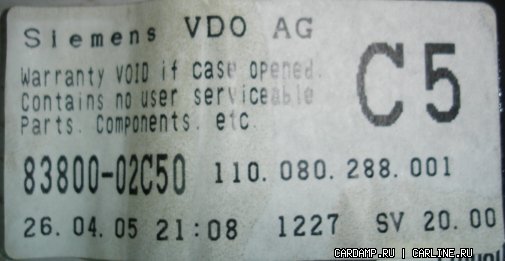 Siemens VDO AG
Warranty VOID if case opened.
Contains no user serviceable
Parts. Components. etc.
C5
83800-02C50 110.080.288.001
26.04.05 21:08 1227 SV 20.00
CARDAMP.RU | CARLINE.RU